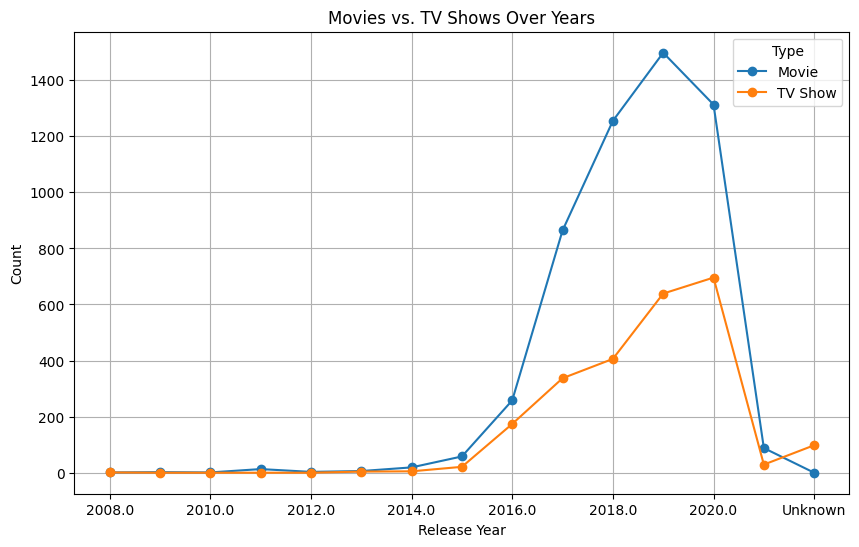 Movies vs. TV Shows Over Years
Type
Movie
TV Show
1400
1200
1000
800
600
400
200
0
Count
2008.0 2010.0 2012.0 2014.0 2016.0 2018.0 2020.0 Unknown
Release Year